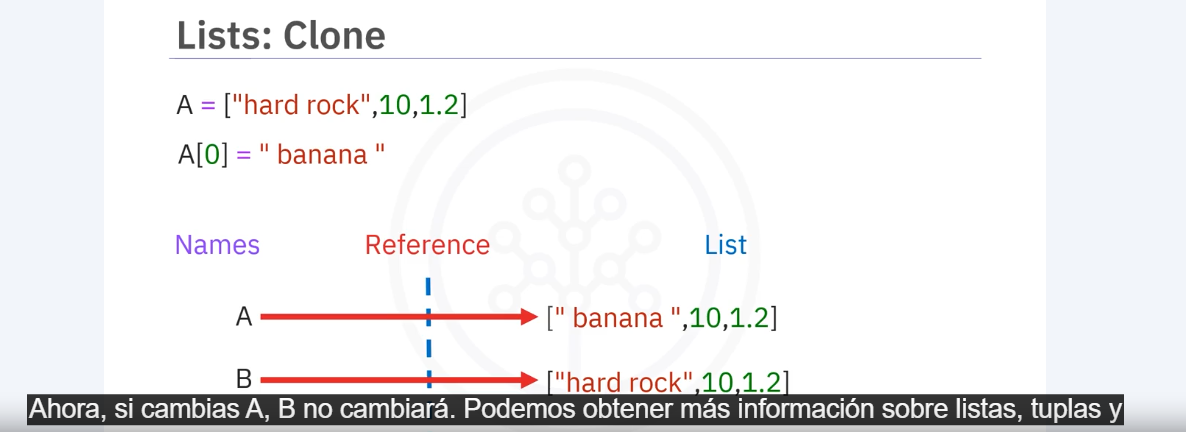 Lists: Clone
A = ["hard rock",10,1.2]
A[0] = " banana "
Names Reference List
A [" banana ",10,1.2]
B ["hard rock",10,1.2]
Ahora, si cambias A, B no cambiará. Podemos obtener más información sobre listas, tuplas y